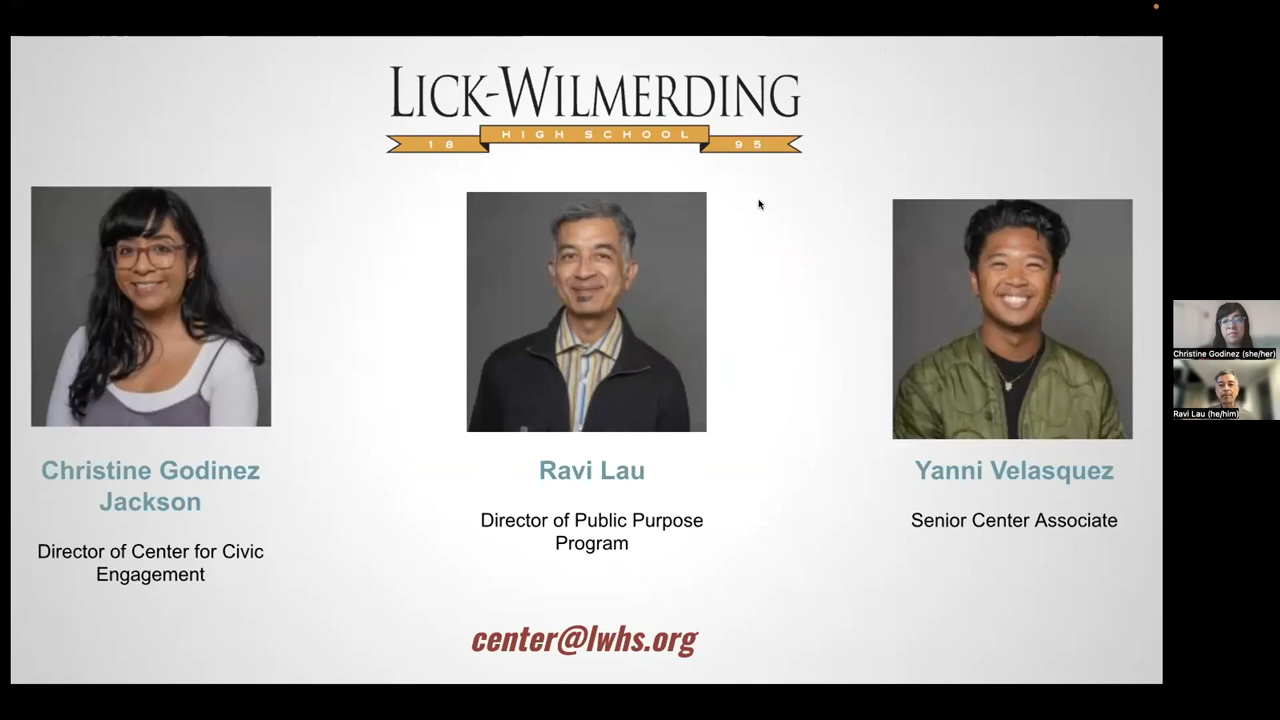 LICK-WILMERDING
HIGH SCHOOL
18 95
Christine Godinez
Jackson
Director of Center for Civic
Engagement
Ravi Lau
Director of Public Purpose
Program
Yanni Velasquez
Senior Center Associate
center@lwhs.org
Christine Godinez (she/her)
Ravi Lau (he/him)